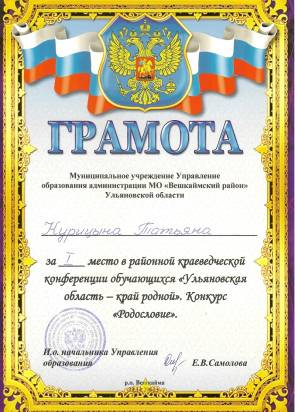 ГРАМОТА
Муниципальное учреждение Управление
образования администрации МО «Вешкаймский район»
Ульяновской области
Курицына Татьяна
за I место в районной краеведческой
конференции обучающихся «Ульяновская
область – край родной». Конкурс
«Родословие».
И.о. начальника Управления
образования Е.В.Самолова
р.п. Вешкайма